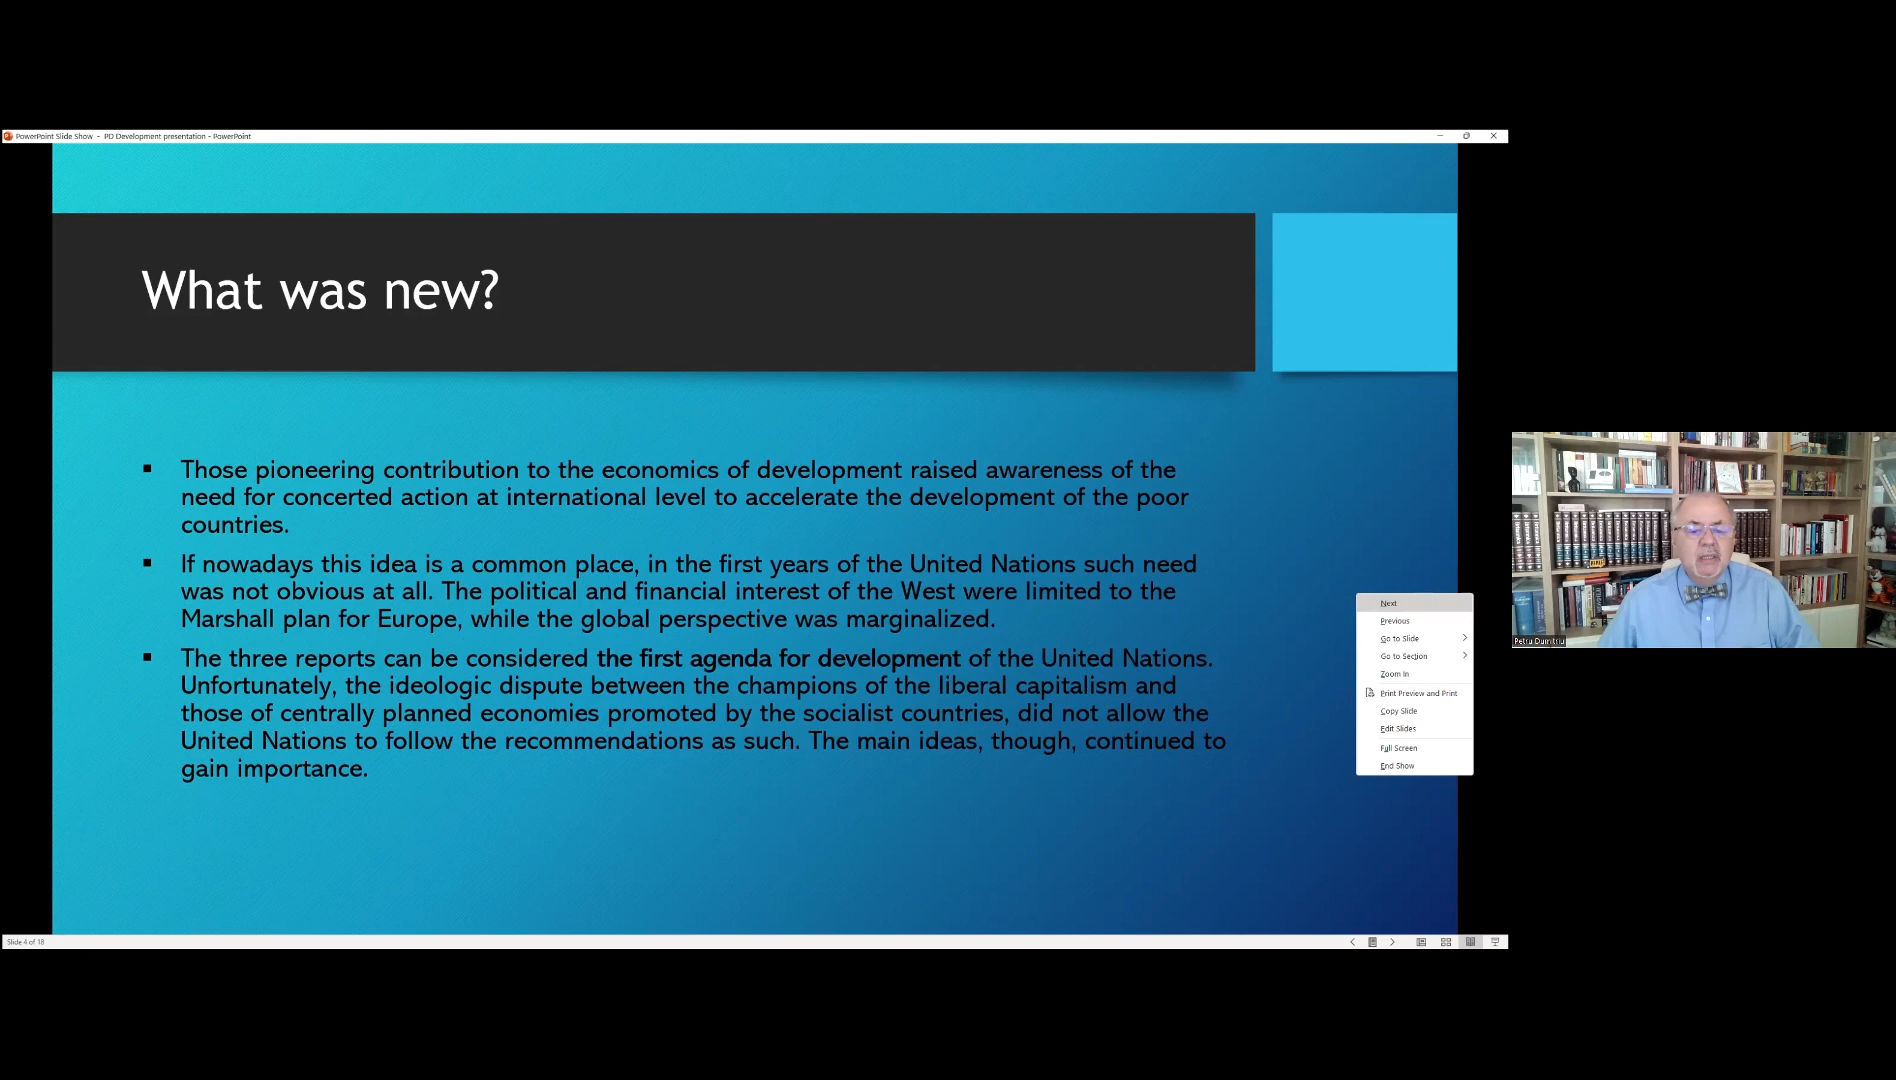 PowerPoint Slide Show - PD Development presentation - PowerPoint
What was new?
Those pioneering contribution to the economics of development raised awareness of the
need for concerted action at international level to accelerate the development of the poor
countries.
If nowadays this idea is a common place, in the first years of the United Nations such need
was not obvious at all. The political and financial interest of the West were limited to the
Marshall plan for Europe, while the global perspective was marginalized.
The three reports can be considered the first agenda for development of the United Nations.
Unfortunately, the ideologic dispute between the champions of the liberal capitalism and
those of centrally planned economies promoted by the socialist countries, did not allow the
United Nations to follow the recommendations as such. The main ideas, though, continued to
gain importance.
Next
Previous
Go to Slide
Go to Section
Zoom In
Print Preview and Print
Copy Slide
Edit Slides
Full Screen
End Show
Petru Dumitriu
Slide 4 of 18